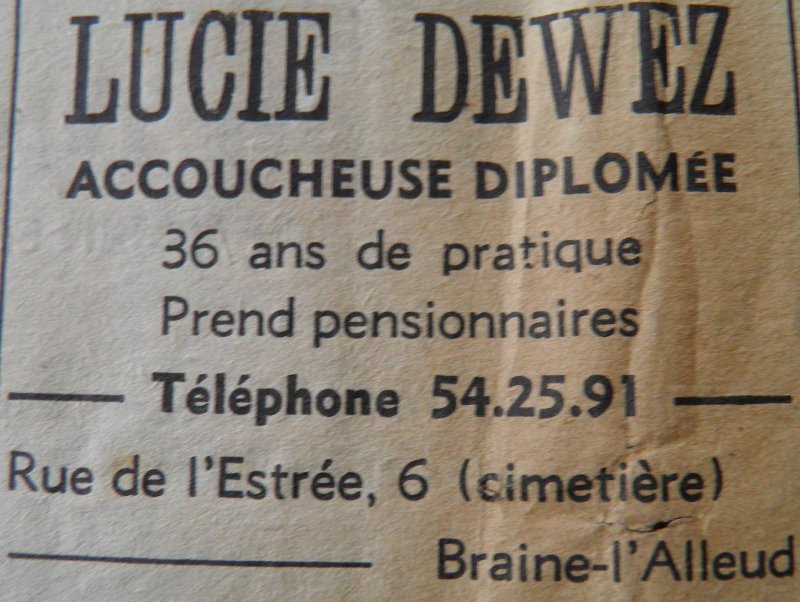 LUCIE DEWEZ
ACCOUCHEUSE DIPLOMÉE
36 ans de pratique
Prend pensionnaires
Téléphone 54.25.91
Rue de l'Estrée, 6 (cimetière)
Braine-l'Alleud